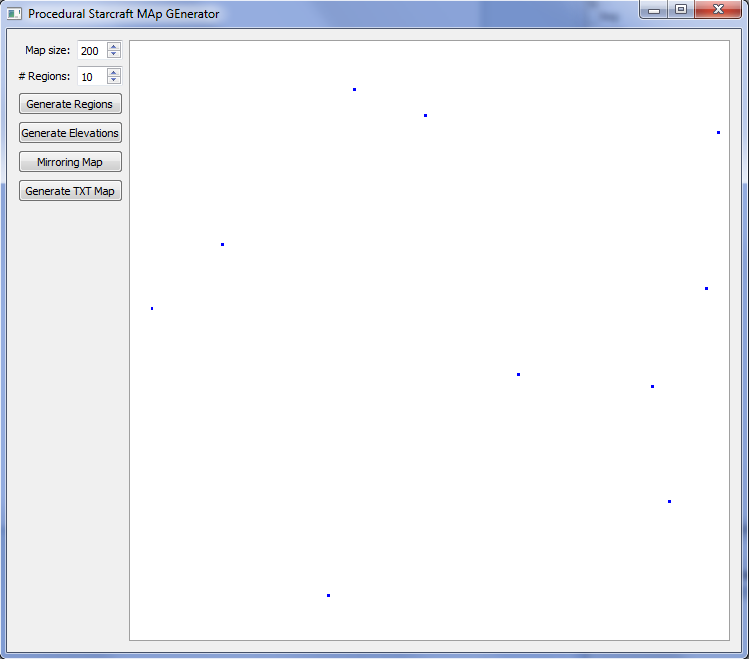 Procedural Starcraft MAp GEnerator
Map size: 200
# Regions: 10
Generate Regions
Generate Elevations
Mirroring Map
Generate TXT Map